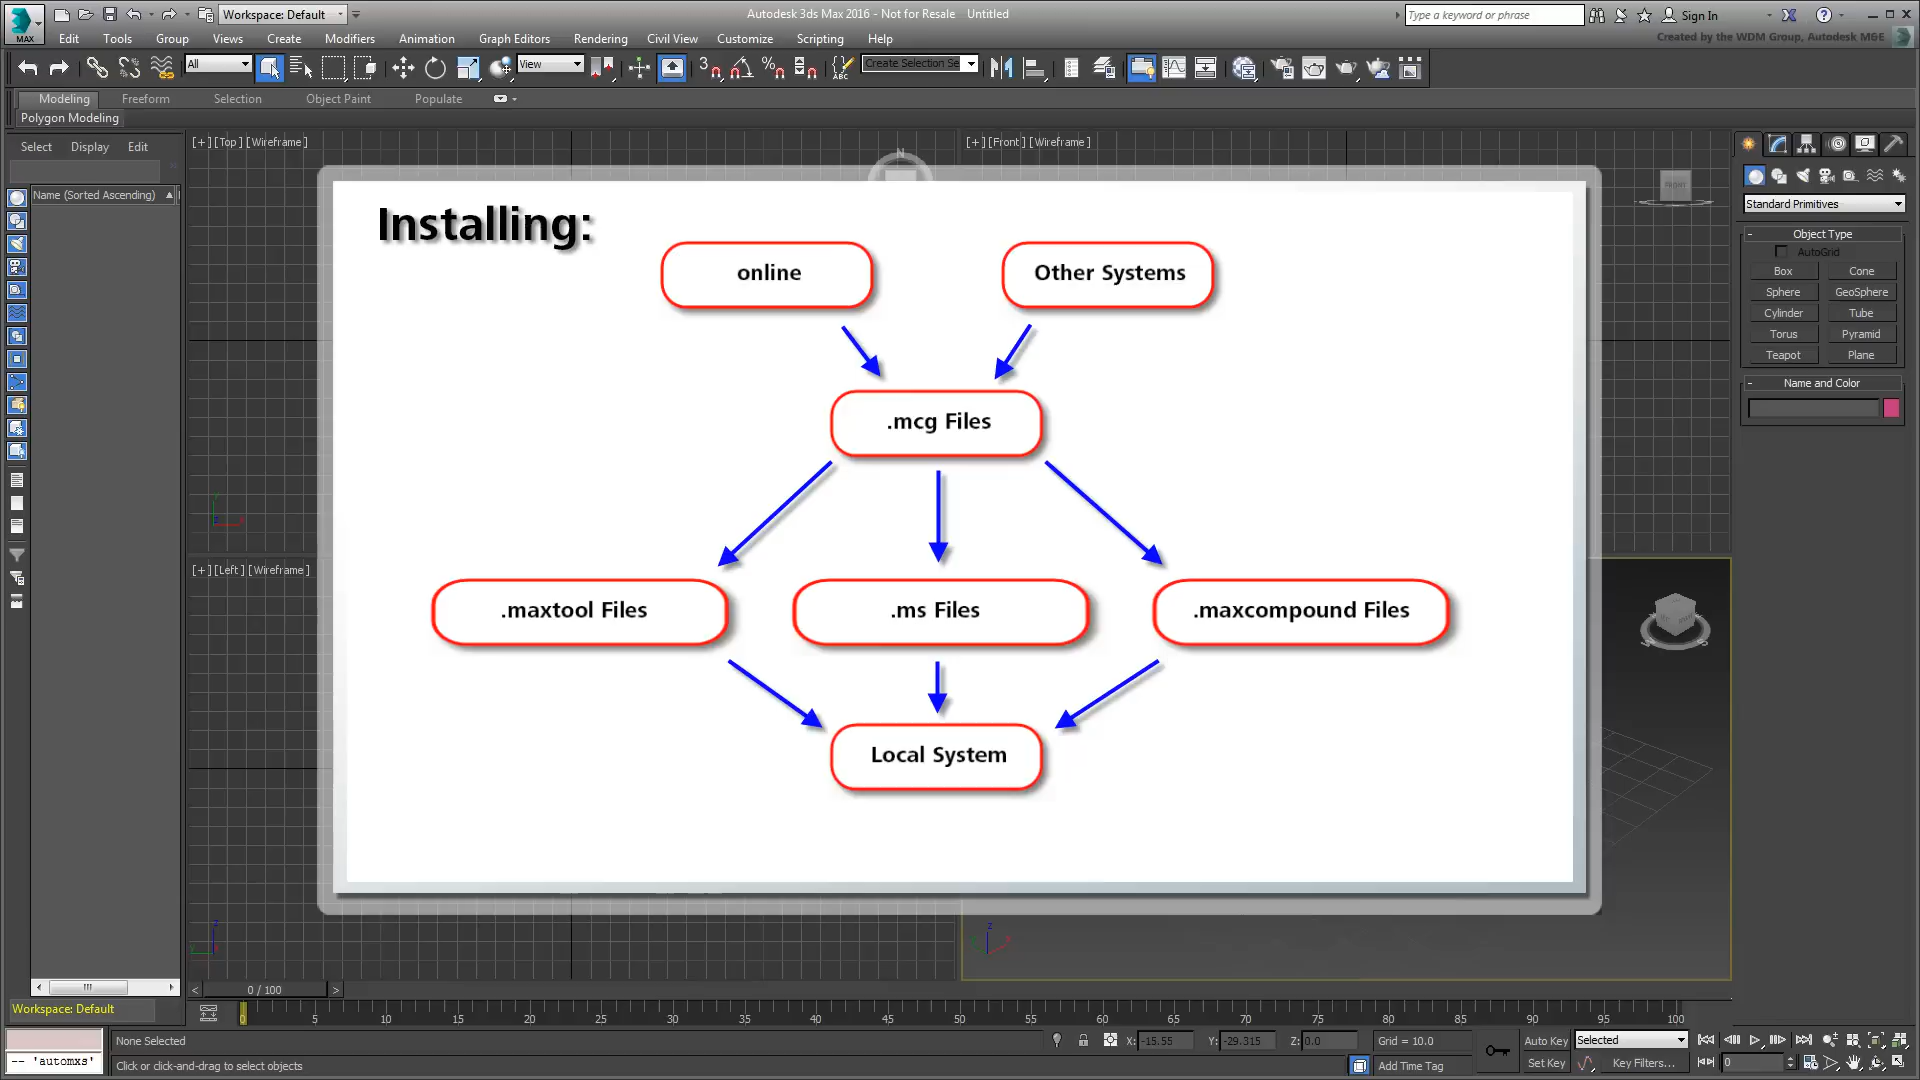 Workspace: Default
Autodesk 3ds Max 2016 - Not for Resale Untitled
Type a keyword or phrase
Sign In
MAX
Edit Tools Group Views Create Modifiers Animation Graph Editors Rendering Civil View Customize Scripting Help
Created by the WDM Group, Autodesk M&E
All
View
Create Selection Se
Modeling Freeform Selection Object Paint Populate
Polygon Modeling
Select Display Edit
[+] [Top] [Wireframe]
[+] [Front] [Wireframe]
Name (Sorted Ascending)
FRONT
Standard Primitives
Object Type
AutoGrid
Box Cone
Sphere GeoSphere
Cylinder Tube
Torus Pyramid
Teapot Plane
Name and Color
Installing:
online
Other Systems
.mcg Files
.maxtool Files
.ms Files
.maxcompound Files
Local System
[+] [Left] [Wireframe]
0 / 100
Workspace: Default
0 5 10 15 20 25 30 35 40 45 50 55 60 65 70 75 80 85 90 95 100
None Selected
X: -15.55 Y: -29.315 Z: 0.0 Grid = 10.0
Auto Key Selected
-- 'automxs'
Click or click-and-drag to select objects
Add Time Tag
Set Key Key Filters... 0